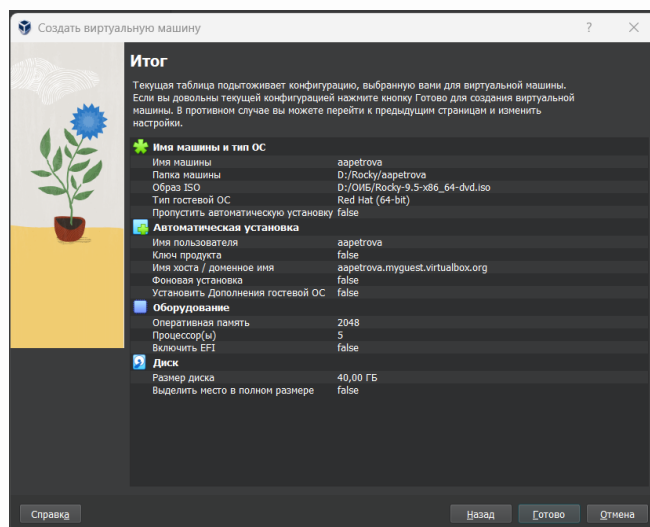 Создать виртуальную машину
Итог
Текущая таблица подытоживает конфигурацию, выбранную вами для виртуальной машины.
Если вы довольны текущей конфигурацией нажмите кнопку Готово для создания виртуальной
машины. В противном случае вы можете перейти к предыдущим страницам и изменить
настройки.
Имя машины и тип ОС
Имя машины aapetrova
Папка машины D:/Rocky/aapetrova
Образ ISO D:/ОИБ/Rocky-9.5-x86_64-dvd.iso
Тип гостевой ОС Red Hat (64-bit)
Пропустить автоматическую установку false
Автоматическая установка
Имя пользователя aapetrova
Ключ продукта false
Имя хоста / доменное имя aapetrova.myguest.virtualbox.org
Фоновая установка false
Установить Дополнения гостевой ОС false
Оборудование
Оперативная память 2048
Процессор(ы) 5
Включить EFI false
Диск
Размер диска 40,00 ГБ
Выделить место в полном размере false
Справка Назад Готово Отмена